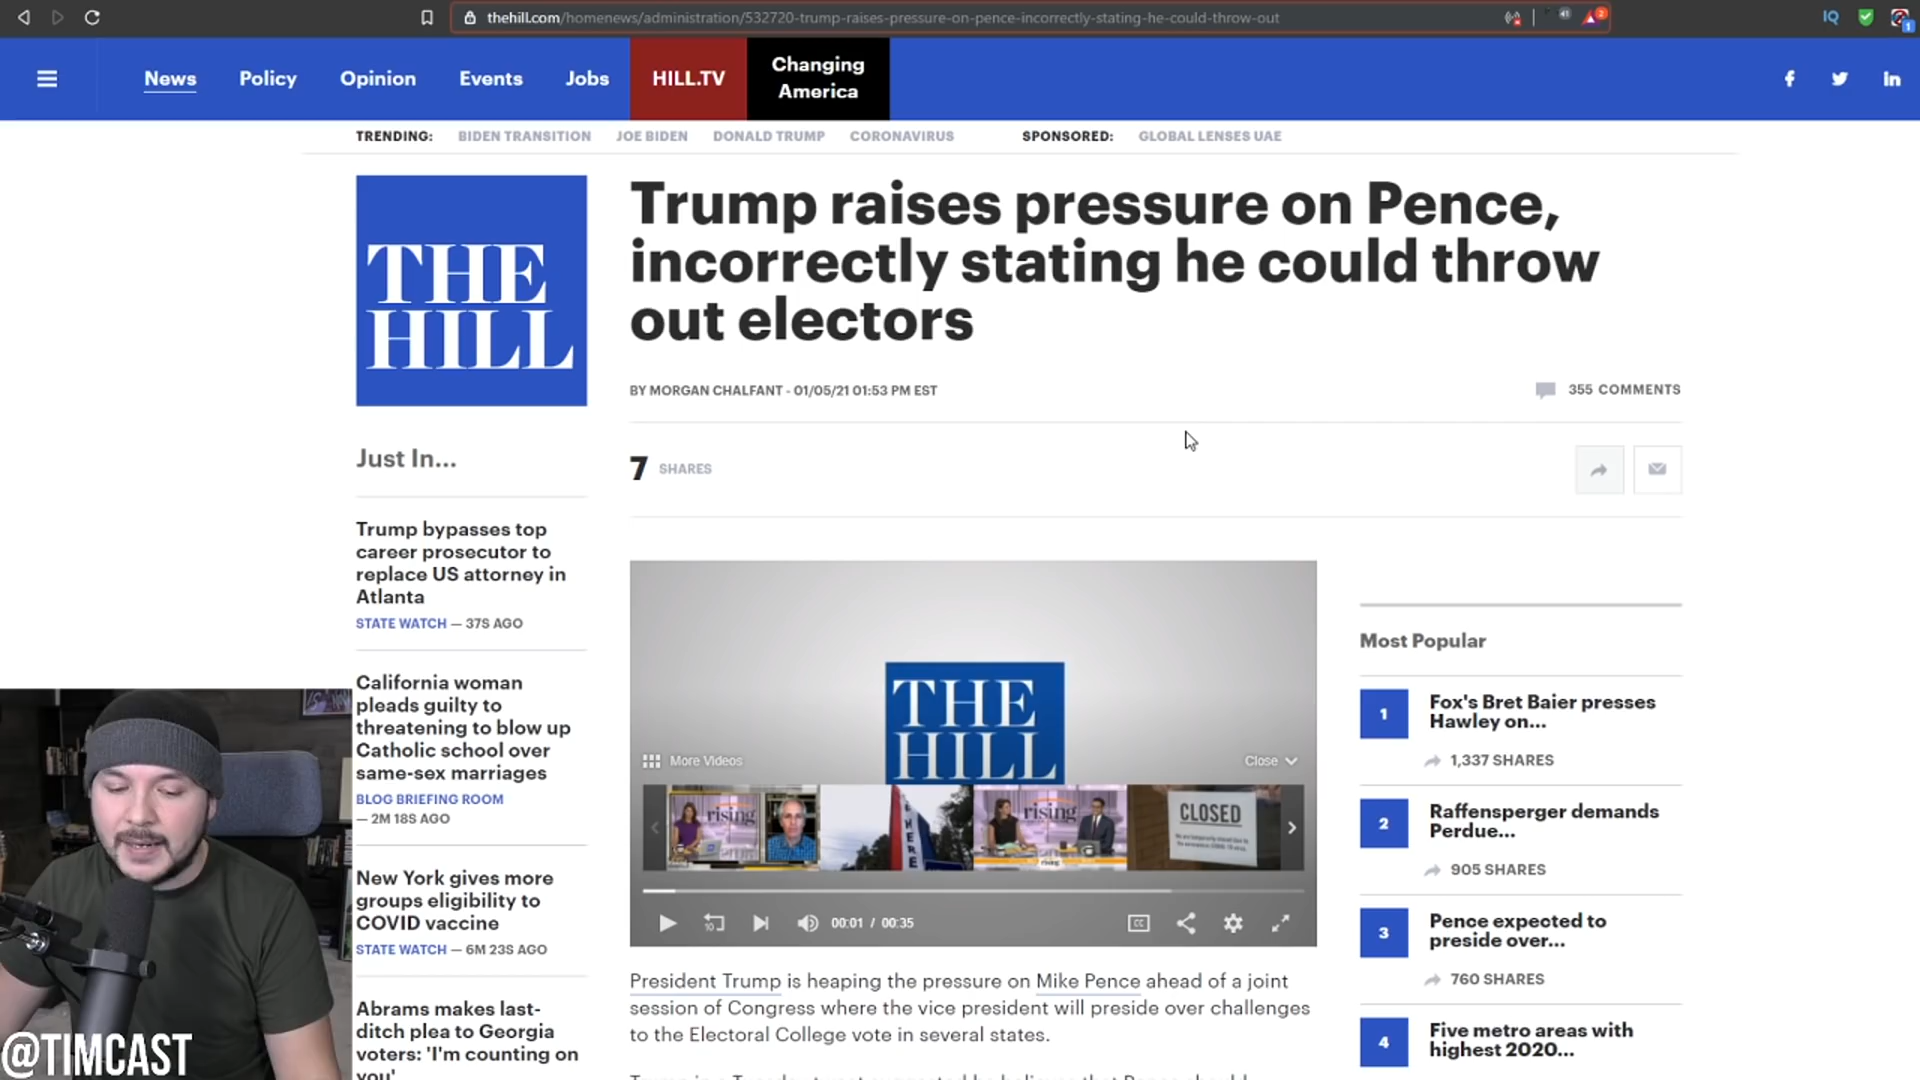 thehill.com/homenews/administration/532720-trump-raises-pressure-on-pence-incorrectly-stating-he-could-throw-out
41
2
IQ
1
News
Policy
Opinion
Events
Jobs
HILL.TV
Changing
America
TRENDING:
BIDEN TRANSITION
JOE BIDEN
DONALD TRUMP
CORONAVIRUS
SPONSORED:
GLOBAL LENSES UAE
THE
HILL
Trump raises pressure on Pence,
incorrectly stating he could throw
out electors
BY MORGAN CHALFANT - 01/05/21 01:53 PM EST
355 COMMENTS
7 SHARES
Just In...
Trump bypasses top
career prosecutor to
replace US attorney in
Atlanta
STATE WATCH — 37S AGO
California woman
pleads guilty to
threatening to blow up
Catholic school over
same-sex marriages
BLOG BRIEFING ROOM
— 2M 18S AGO
New York gives more
groups eligibility to
COVID vaccine
STATE WATCH — 6M 23S AGO
Abrams makes last-
ditch plea to Georgia
voters: 'I'm counting on
you'
THE
HILL
More Videos
Close
rising
HERE
rising
rising
CLOSED
10
00:01 / 00:35
CC
President Trump is heaping the pressure on Mike Pence ahead of a joint
session of Congress where the vice president will preside over challenges
to the Electoral College vote in several states.
Most Popular
1
Fox's Bret Baier presses
Hawley on...
1,337 SHARES
2
Raffensperger demands
Perdue...
905 SHARES
3
Pence expected to
preside over...
760 SHARES
4
Five metro areas with
highest 2020...
@TIMCAST